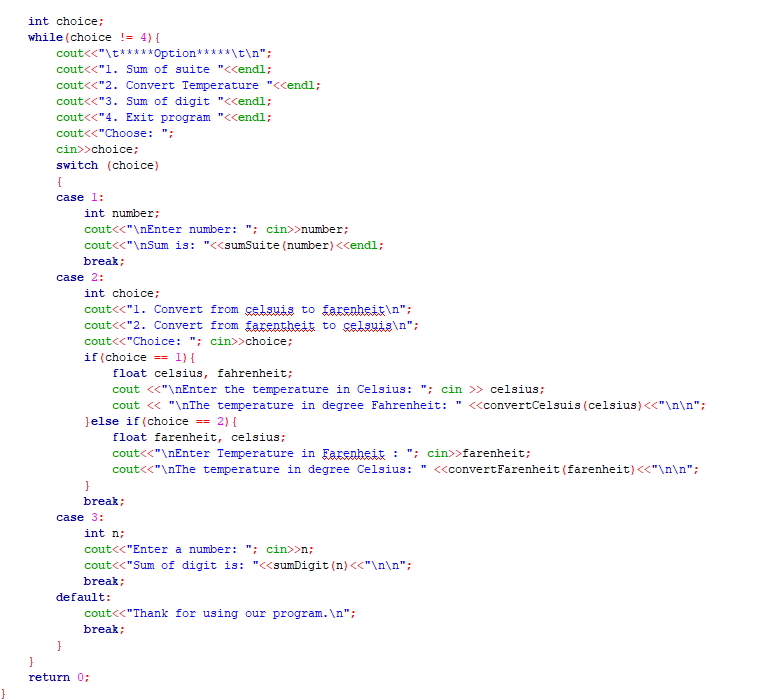 int choice;
while(choice != 4){
cout<<"\t*****Option*****\t\n";
cout<<"1. Sum of suite "<<endl;
cout<<"2. Convert Temperature "<<endl;
cout<<"3. Sum of digit "<<endl;
cout<<"4. Exit program "<<endl;
cout<<"Choose: ";
cin>>choice;
switch (choice)
{
case 1:
int number;
cout<<"\nEnter number: "; cin>>number;
cout<<"\nSum is: "<<sumSuite(number)<<endl;
break;
case 2:
int choice;
cout<<"1. Convert from celsuis to farenheit\n";
cout<<"2. Convert from farentheit to celsuis\n";
cout<<"Choice: "; cin>>choice;
if(choice == 1){
float celsius, fahrenheit;
cout <<"\nEnter the temperature in Celsius: "; cin >> celsius;
cout << "\nThe temperature in degree Fahrenheit: " <<convertCelsuis(celsius)<<"\n\n";
}else if(choice == 2){
float farenheit, celsius;
cout<<"\nEnter Temperature in Farenheit : "; cin>>farenheit;
cout<<"\nThe temperature in degree Celsius: " <<convertFarenheit(farenheit)<<"\n\n";
}
break;
case 3:
int n;
cout<<"Enter a number: "; cin>>n;
cout<<"Sum of digit is: "<<sumDigit(n)<<"\n\n";
break;
default:
cout<<"Thank for using our program.\n";
break;
}
}
return 0;
}